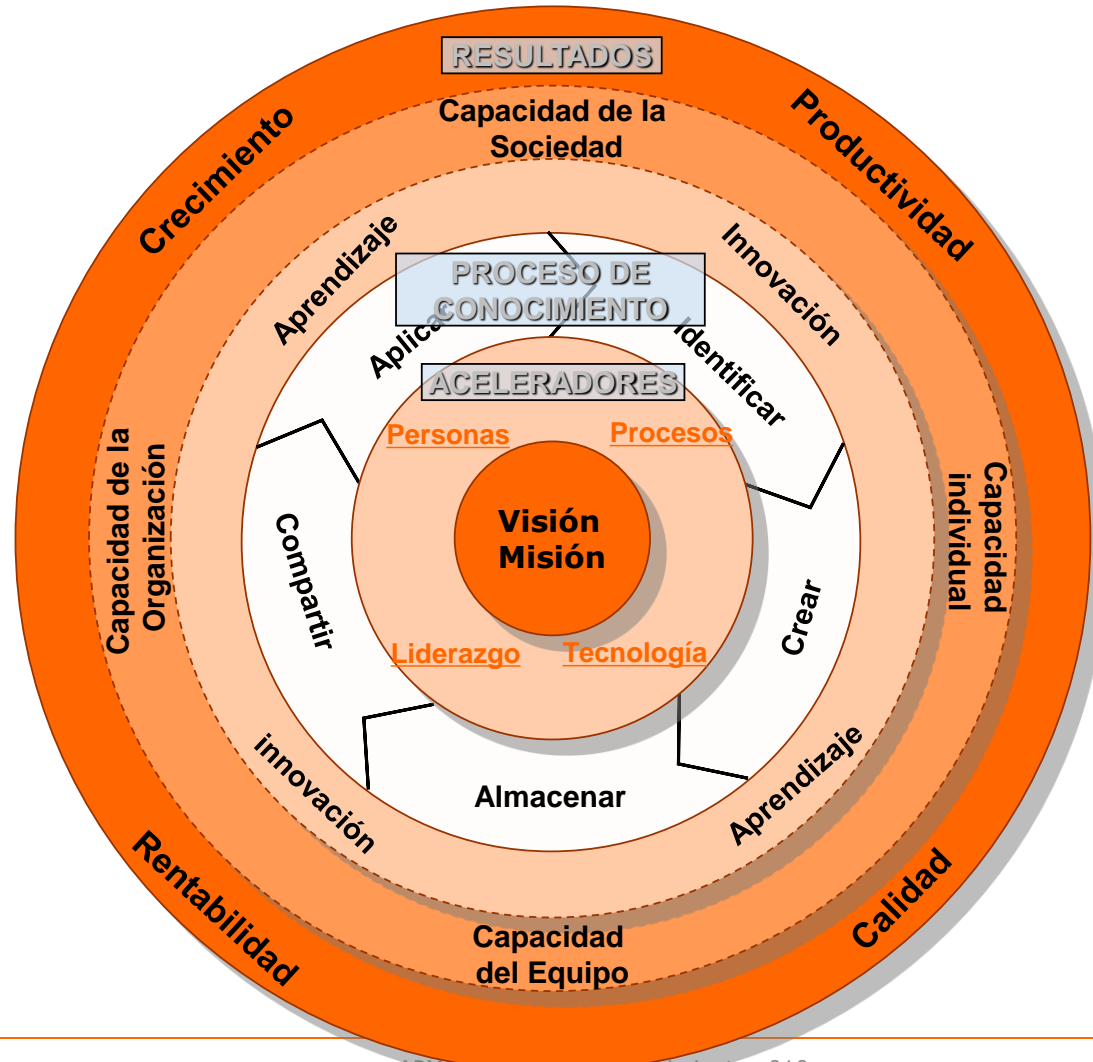 RESULTADOS
Crecimiento
Productividad
Capacidad de la
Sociedad
Aprendizaje
Innovación
PROCESO DE
CONOCIMIENTO
Aplicar
Identificar
ACELERADORES
Personas
Procesos
Capacidad de la
Organización
Capacidad
individual
Visión
Misión
Compartir
Crear
Liderazgo
Tecnología
innovación
Almacenar
Aprendizaje
Rentabilidad
Calidad
Capacidad
del Equipo